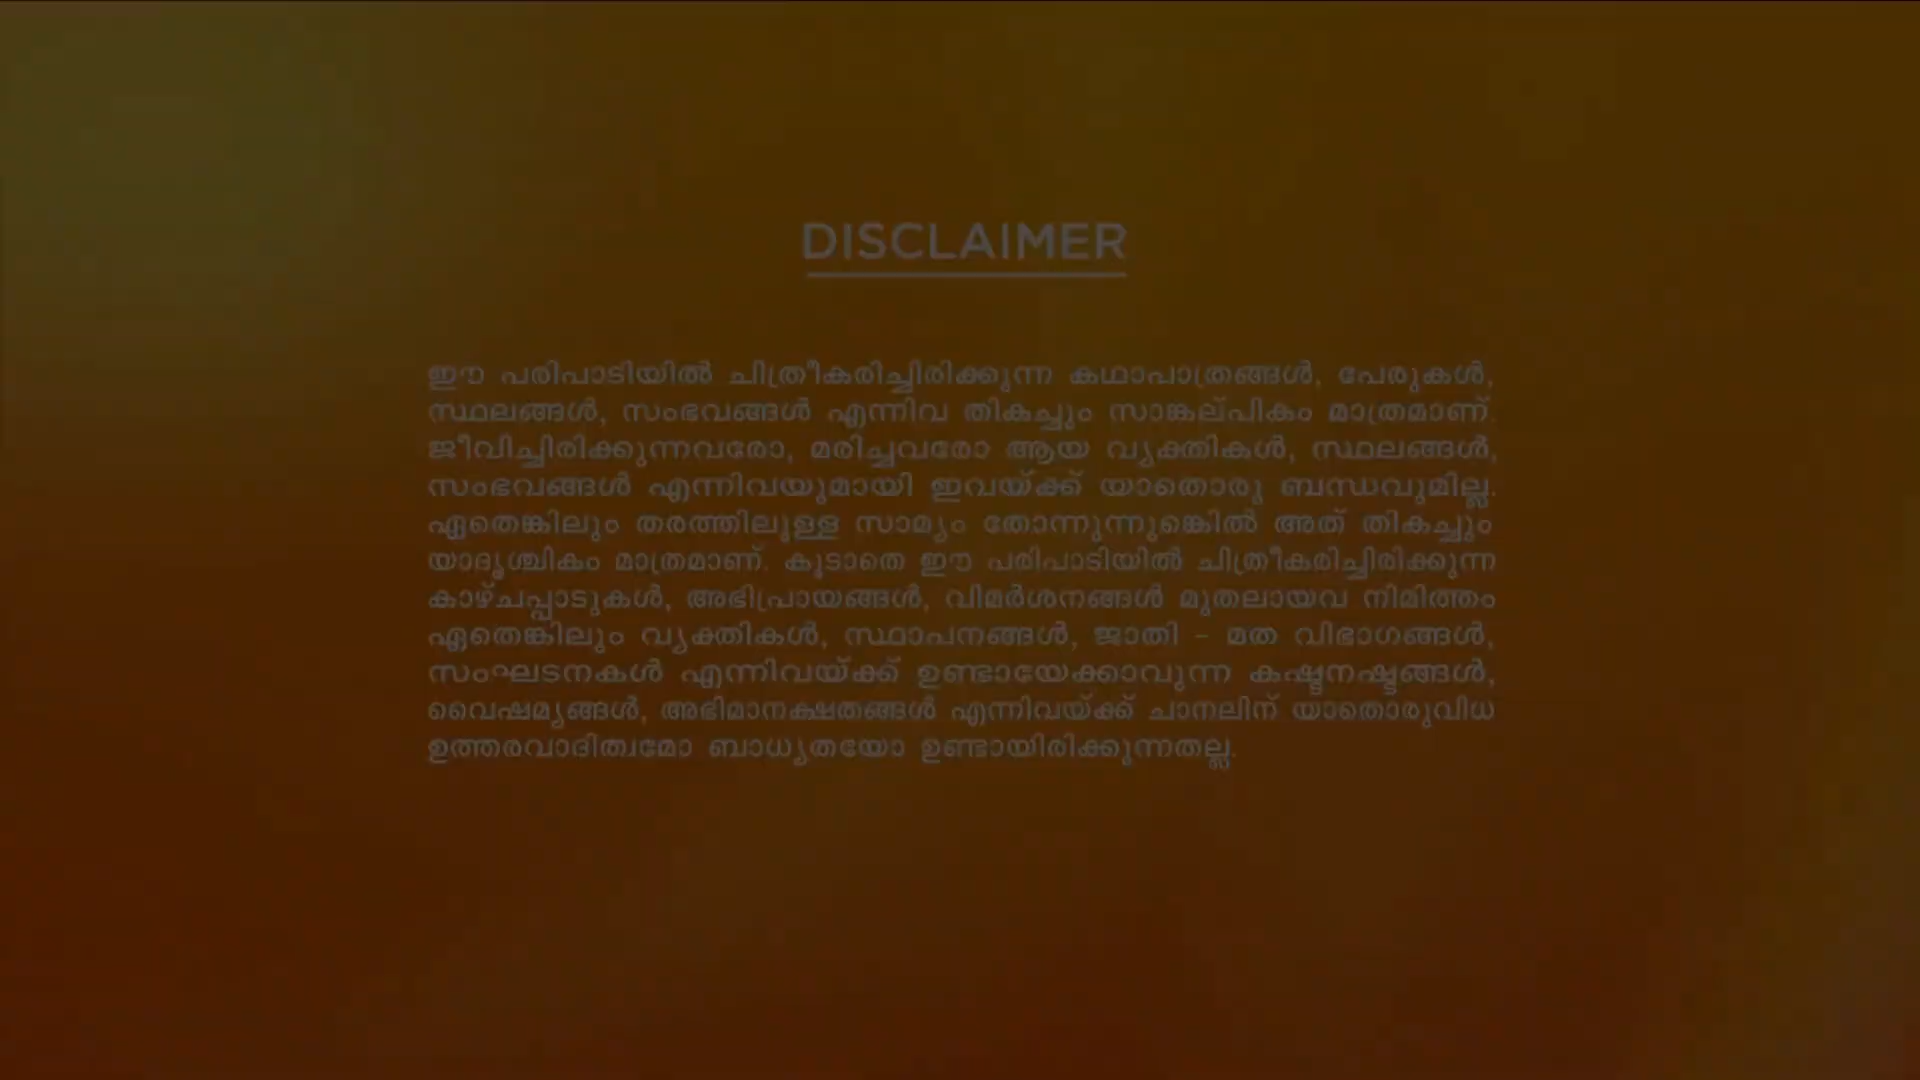 DISCLAIMER
ഈ പരിപാടിയിൽ ചിത്രീകരിച്ചിരിക്കുന്ന കഥാപാത്രങ്ങൾ, പേരുകൾ,
സ്ഥലങ്ങൾ, സംഭവങ്ങൾ എന്നിവ തികച്ചും സാങ്കല്പികം മാത്രമാണ്.
ജീവിച്ചിരിക്കുന്നവരോ, മരിച്ചവരോ ആയ വ്യക്തികൾ, സ്ഥലങ്ങൾ,
സംഭവങ്ങൾ എന്നിവയുമായി ഇവയ്ക്ക് യാതൊരു ബന്ധവുമില്ല.
ഏതെങ്കിലും തരത്തിലുള്ള സാമ്യം തോന്നുന്നുങ്കെിൽ അത് തികച്ചും
യാദൃശ്ചികം മാത്രമാണ്. കൂടാതെ ഈ പരിപാടിയിൽ ചിത്രീകരിച്ചിരിക്കുന്ന
കാഴ്ചപ്പാടുകൾ, അഭിപ്രായങ്ങൾ, വിമർശനങ്ങൾ മുതലായവ നിമിത്തം
ഏതെങ്കിലും വ്യക്തികൾ, സ്ഥാപനങ്ങൾ, ജാതി – മത വിഭാഗങ്ങൾ,
സംഘടനകൾ എന്നിവയ്ക്ക് ഉണ്ടായേക്കാവുന്ന കഷ്ടനഷ്ടങ്ങൾ,
വൈഷമ്യങ്ങൾ, അഭിമാനക്ഷതങ്ങൾ എന്നിവയ്ക്ക് ചാനലിന് യാതൊരുവിധ
ഉത്തരവാദിത്വമോ ബാധ്യതയോ ഉണ്ടായിരിക്കുന്നതല്ല.